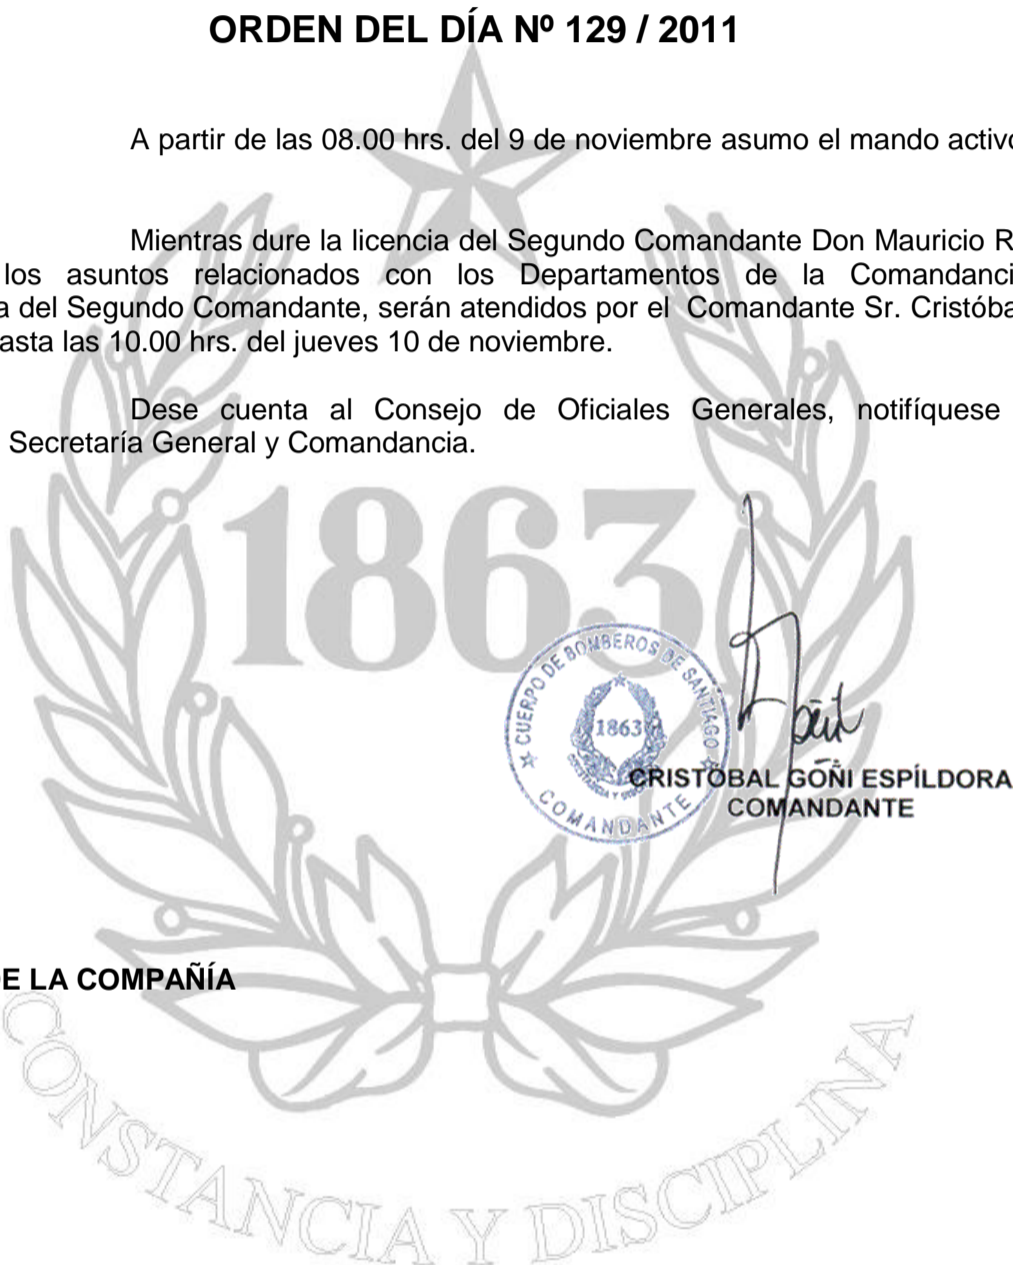 ORDEN DEL DÍA Nº 129 / 2011
A partir de las 08.00 hrs. del 9 de noviembre asumo el mando activo
Mientras dure la licencia del Segundo Comandante Don Mauricio R
los asuntos relacionados con los Departamentos de la Comandanci
a del Segundo Comandante, serán atendidos por el Comandante Sr. Cristóba
asta las 10.00 hrs. del jueves 10 de noviembre.
Dese cuenta al Consejo de Oficiales Generales, notifíquese
Secretaría General y Comandancia.
1863
CUERPO DE BOMBEROS DE SANTIAGO
1863
COMANDANTE
CRISTÓBAL GOÑI ESPÍLDORA
COMANDANTE
E LA COMPAÑÍA
CONSTANCIA Y DISCIPLINA